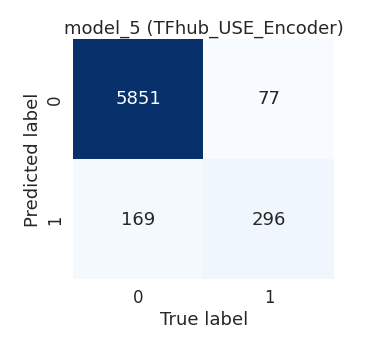 model_5 (TFhub_USE_Encoder)
Predicted label
0
5851
77
1
169
296
0
1
True label